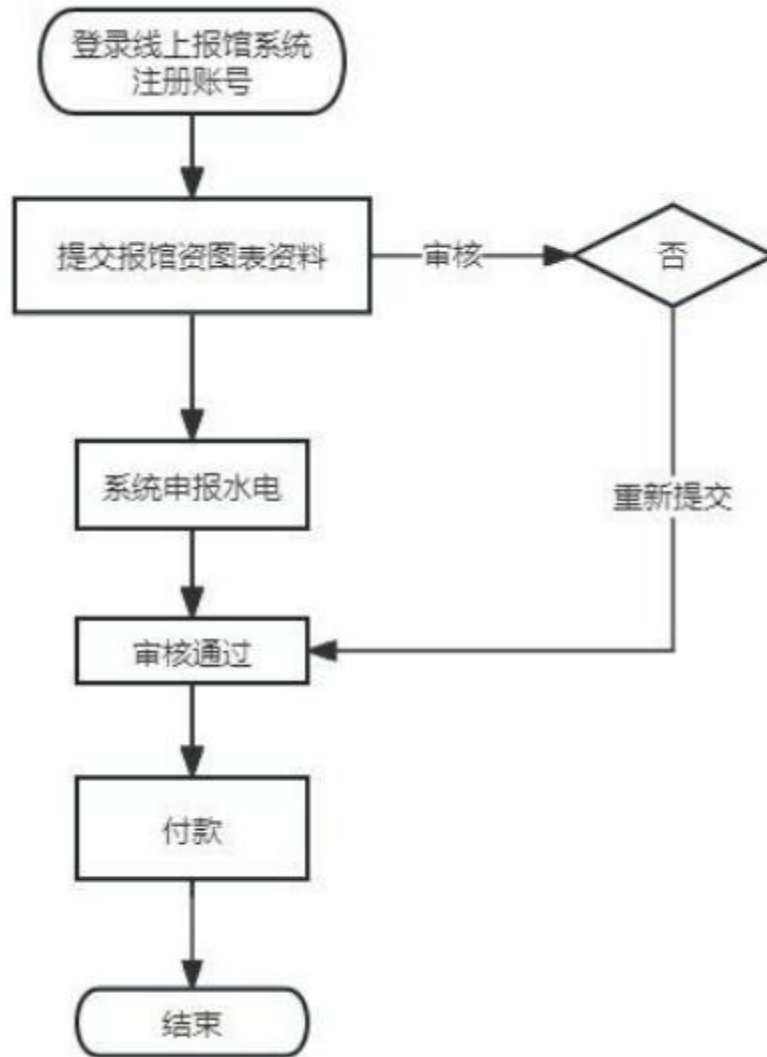 登录线上报馆系统
注册账号
提交报馆资图表资料
审核
否
系统申报水电
重新提交
审核通过
付款
结束